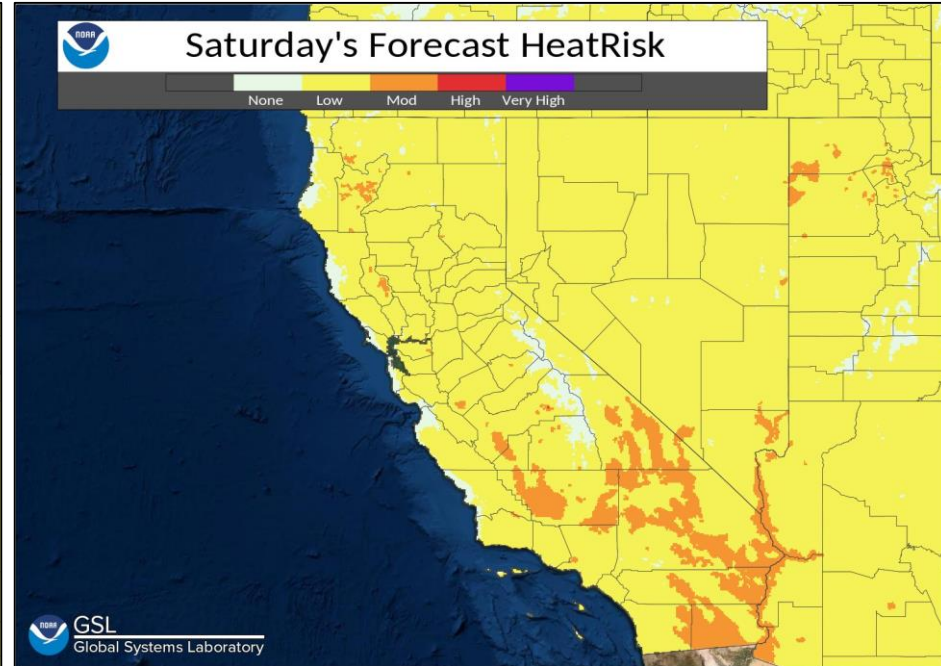 NOAA
Saturday's Forecast HeatRisk
None Low Mod High Very High
NOAA
GSL
Global Systems Laboratory